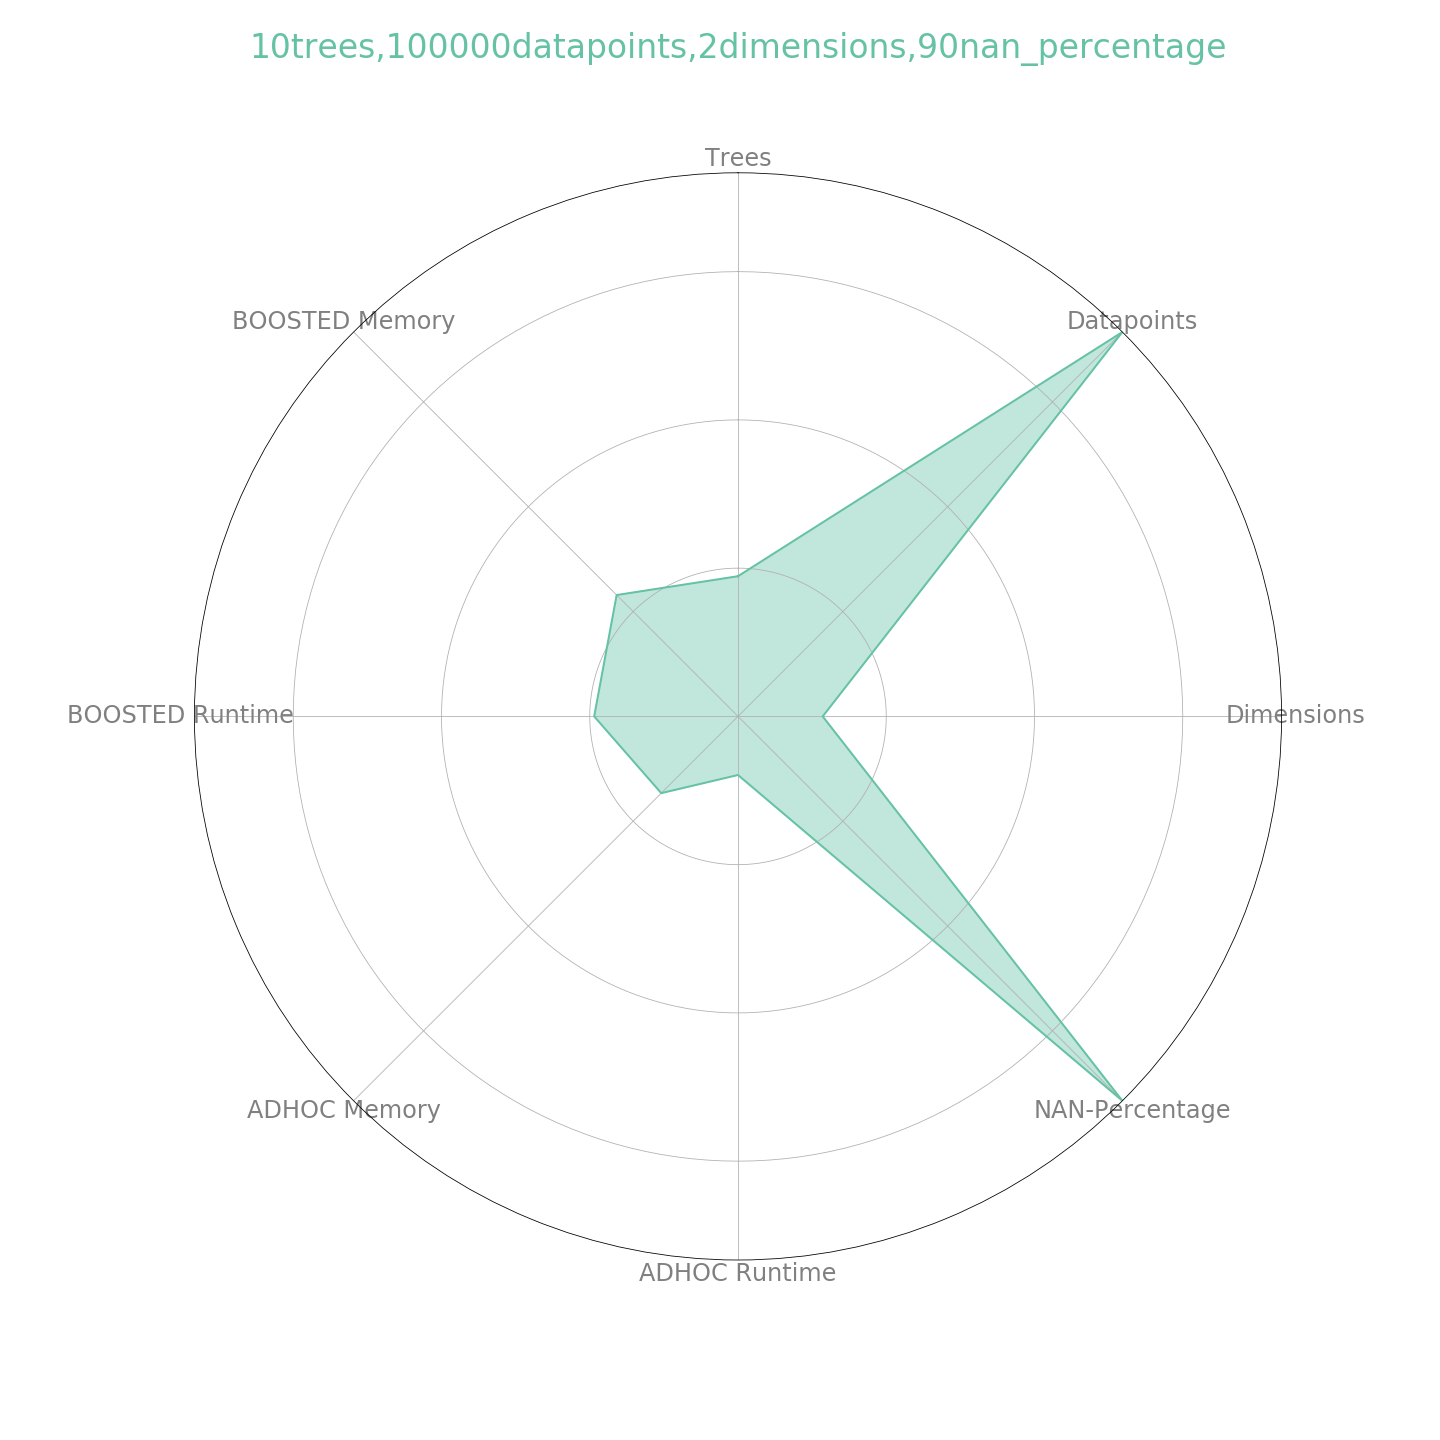 10trees,100000datapoints,2dimensions,90nan_percentage
Trees
BOOSTED Memory
Datapoints
BOOSTED Runtime
Dimensions
ADHOC Memory
NAN-Percentage
ADHOC Runtime